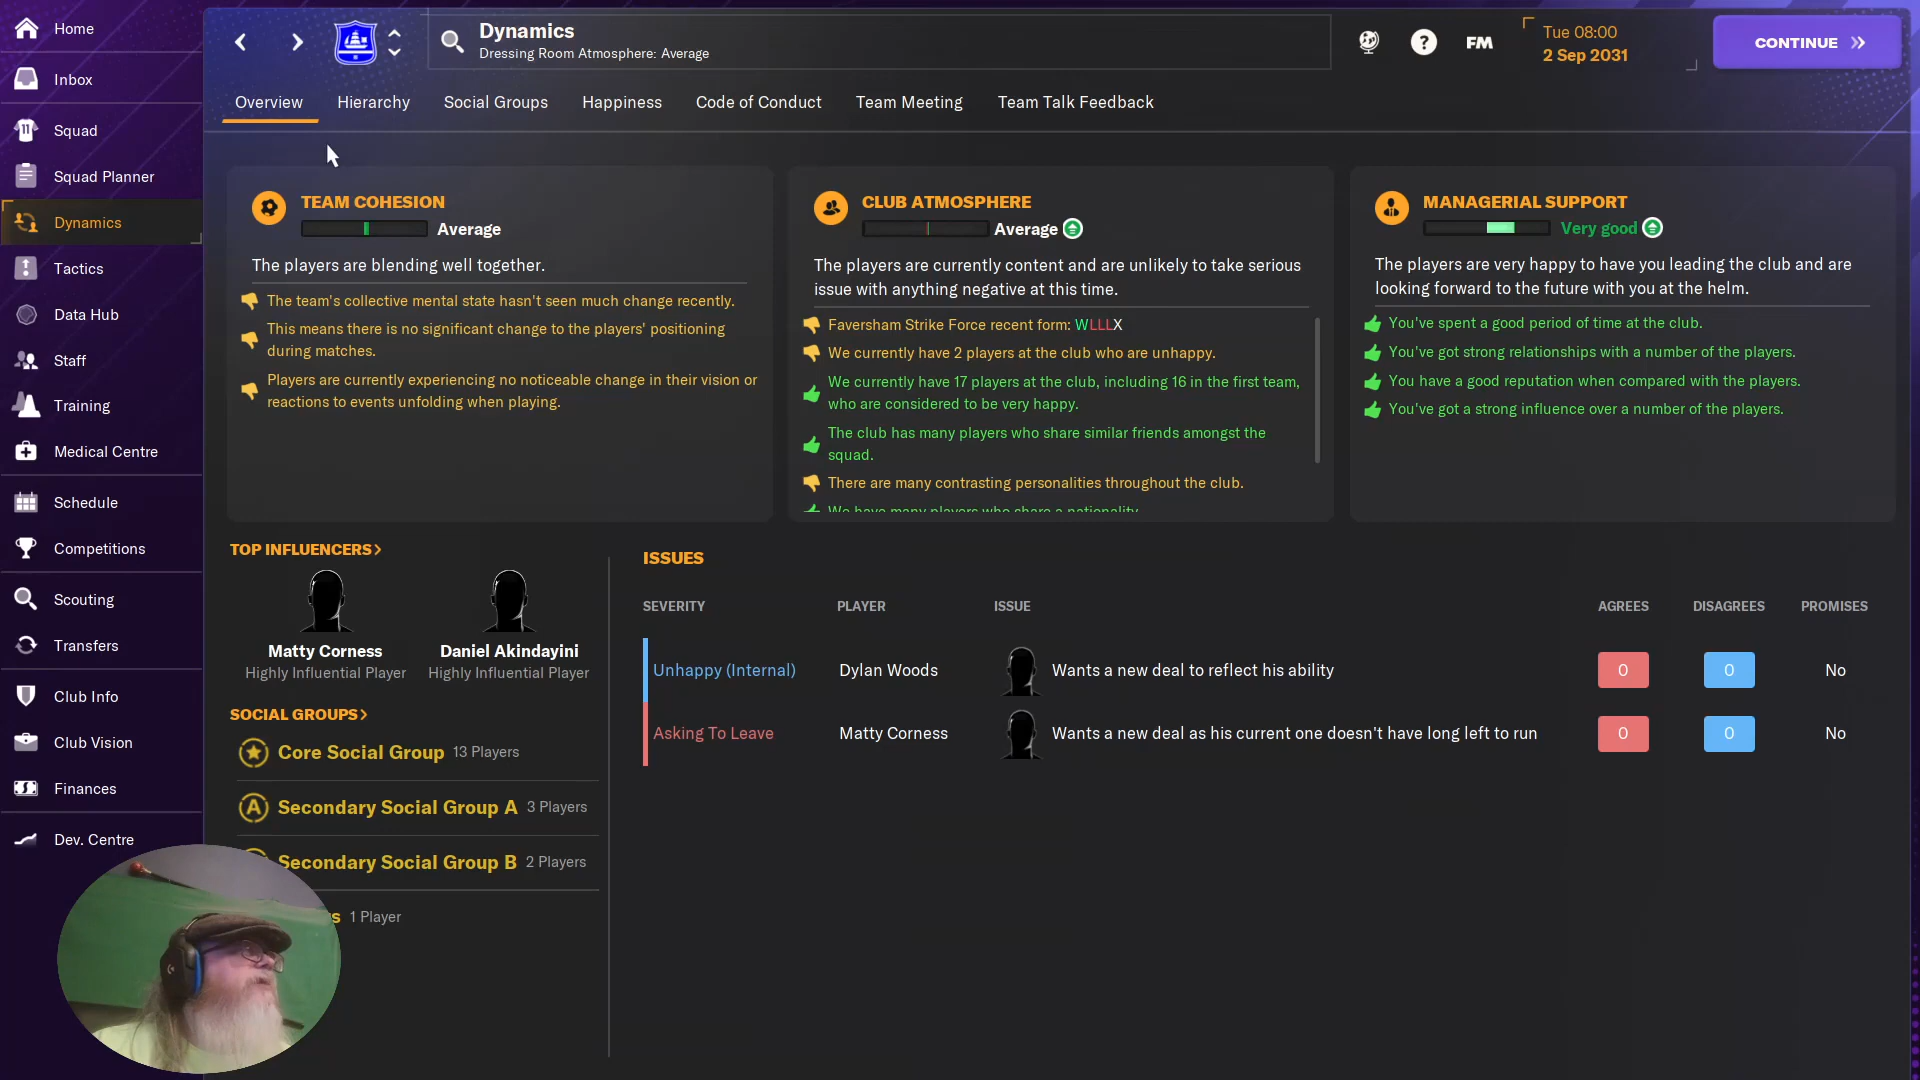 Home
Inbox
Squad
Squad Planner
Dynamics
Tactics
Data Hub
Staff
Training
Medical Centre
Schedule
Competitions
Scouting
Transfers
Club Info
Club Vision
Finances
Dev. Centre
Dynamics
Dressing Room Atmosphere: Average
FM
Tue 08:00
2 Sep 2031
CONTINUE
Overview
Hierarchy
Social Groups
Happiness
Code of Conduct
Team Meeting
Team Talk Feedback
TEAM COHESION
Average
The players are blending well together.
The team's collective mental state hasn't seen much change recently.
This means there is no significant change to the players' positioning
during matches.
Players are currently experiencing no noticeable change in their vision or
reactions to events unfolding when playing.
CLUB ATMOSPHERE
Average
The players are currently content and are unlikely to take serious
issue with anything negative at this time.
Faversham Strike Force recent form: WLLLX
We currently have 2 players at the club who are unhappy.
We currently have 17 players at the club, including 16 in the first team,
who are considered to be very happy.
The club has many players who share similar friends amongst the
squad.
There are many contrasting personalities throughout the club.
We have many players who share a nationality
MANAGERIAL SUPPORT
Very good
The players are very happy to have you leading the club and are
looking forward to the future with you at the helm.
You've spent a good period of time at the club.
You've got strong relationships with a number of the players.
You have a good reputation when compared with the players.
You've got a strong influence over a number of the players.
TOP INFLUENCERS>
Matty Corness
Highly Influential Player
Daniel Akindayini
Highly Influential Player
SOCIAL GROUPS>
Core Social Group 13 Players
A Secondary Social Group A 3 Players
Secondary Social Group B 2 Players
s 1 Player
ISSUES
SEVERITY PLAYER ISSUE AGREES DISAGREES PROMISES
Unhappy (Internal) Dylan Woods Wants a new deal to reflect his ability 0 0 No
Asking To Leave Matty Corness Wants a new deal as his current one doesn't have long left to run 0 0 No